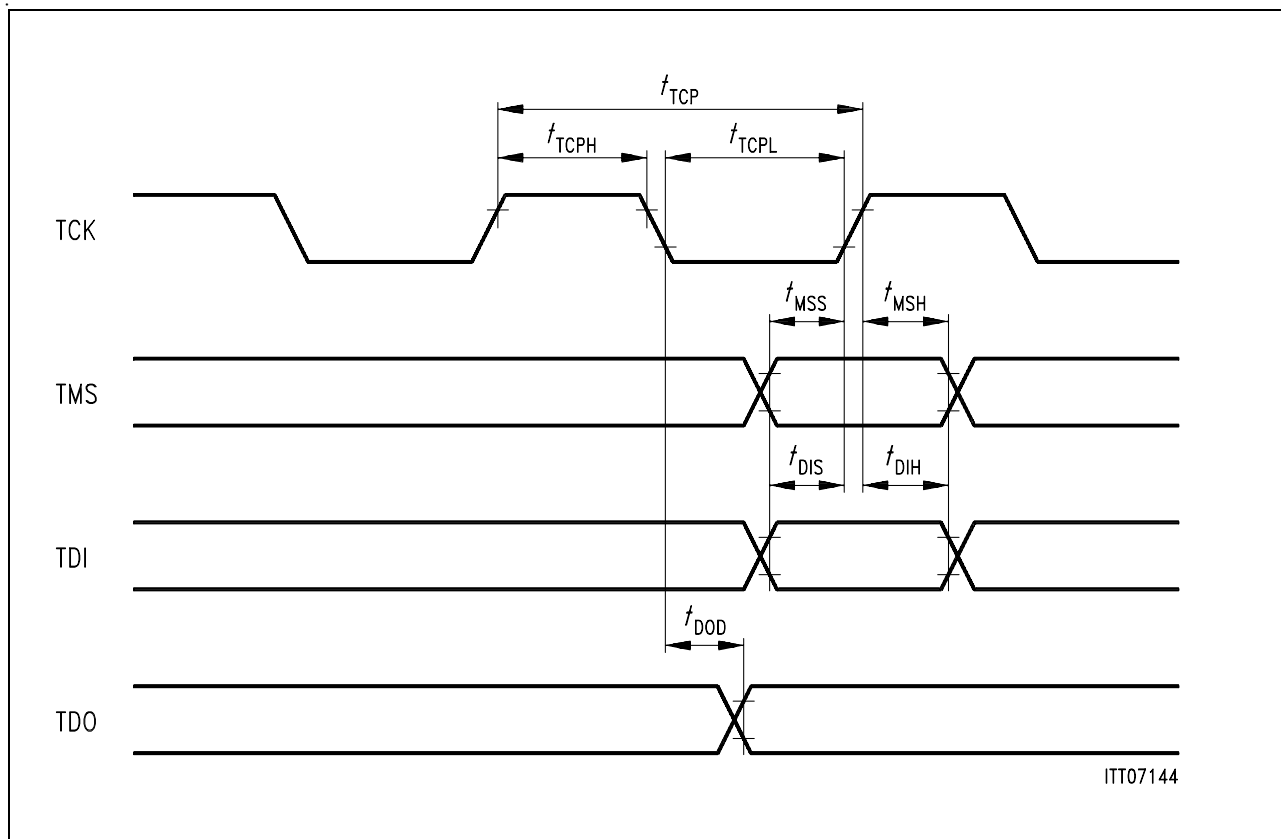 tTCP
tTCPH tTCPL
TCK
tMSS tMSH
TMS
tDIS tDIH
TDI
tDOD
TDO
ITT07144